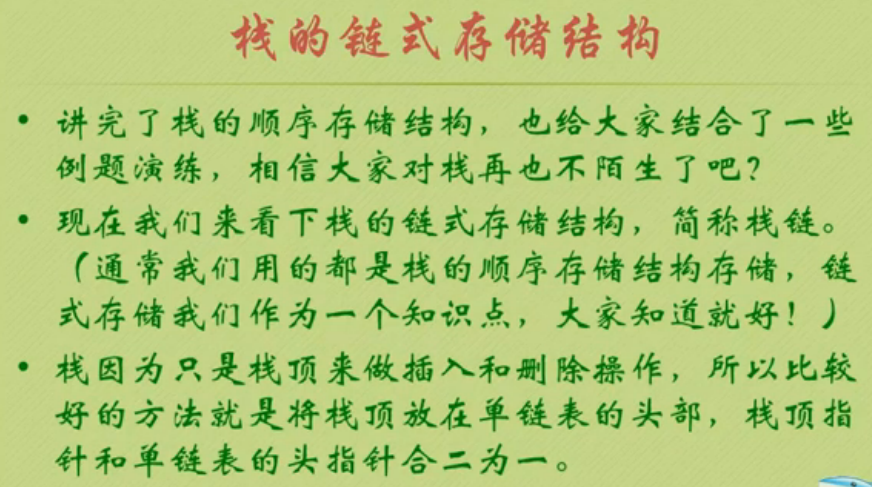 栈的链式存储结构
• 讲完了栈的顺序存储结构，也给大家结合了一些
例题演练，相信大家对栈再也不陌生了吧？
• 现在我们来看下栈的链式存储结构，简称栈链。
（通常我们用的都是栈的顺序存储结构存储，链
式存储我们作为一个知识点，大家知道就好！）
• 栈因为只是栈顶来做插入和删除操作，所以比较
好的方法就是将栈顶放在单链表的头部，栈顶指
针和单链表的头指针合二为一。